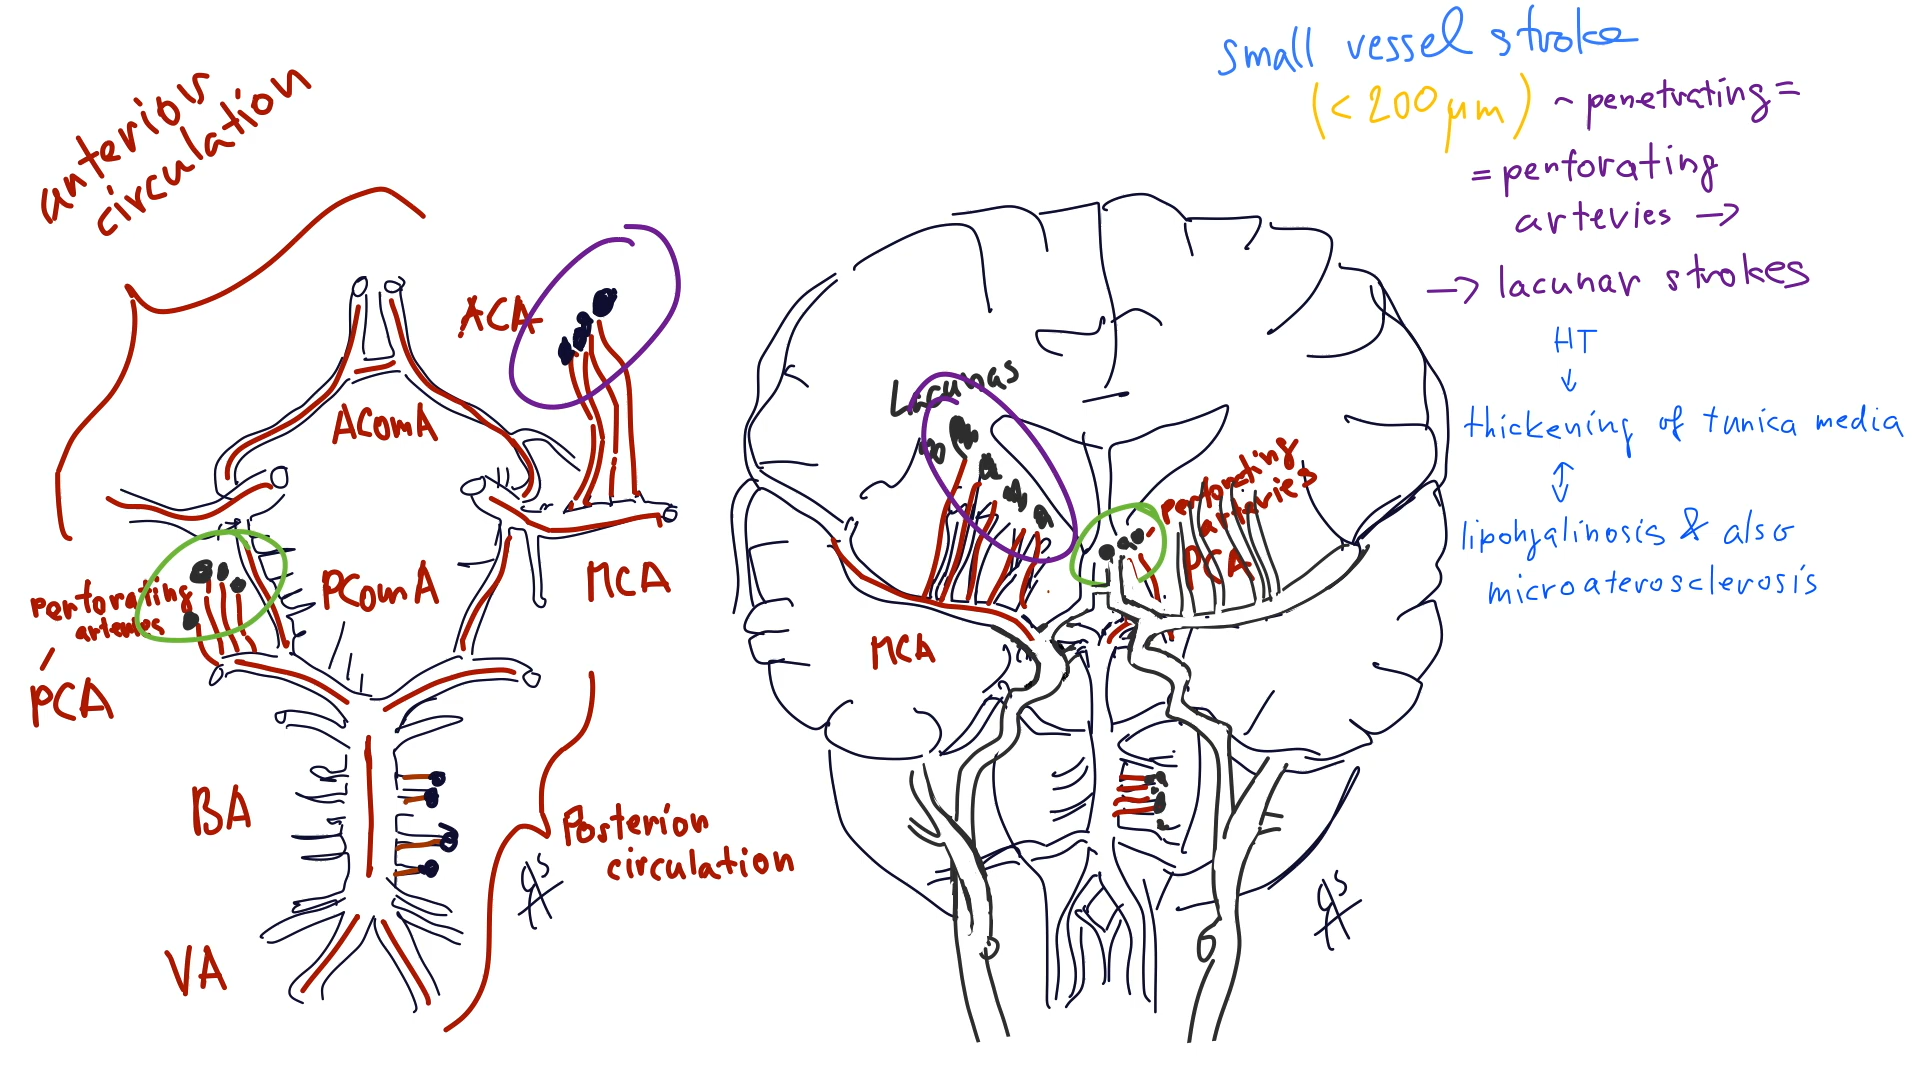 small vessel stroke
(<200 μm) ~ penetrating =
= perforating
arteries →
→ lacunar strokes
HT
↓
thickening of tunica media
↕
lipohyalinosis & also
microaterosclerosis
anterior
circulation
ACA
AComA
PComA
MCA
Perforating
arteries
PCA
BA
VA
Posterion
circulation
Lacunas
Perforating
arteries
PCA
MCA